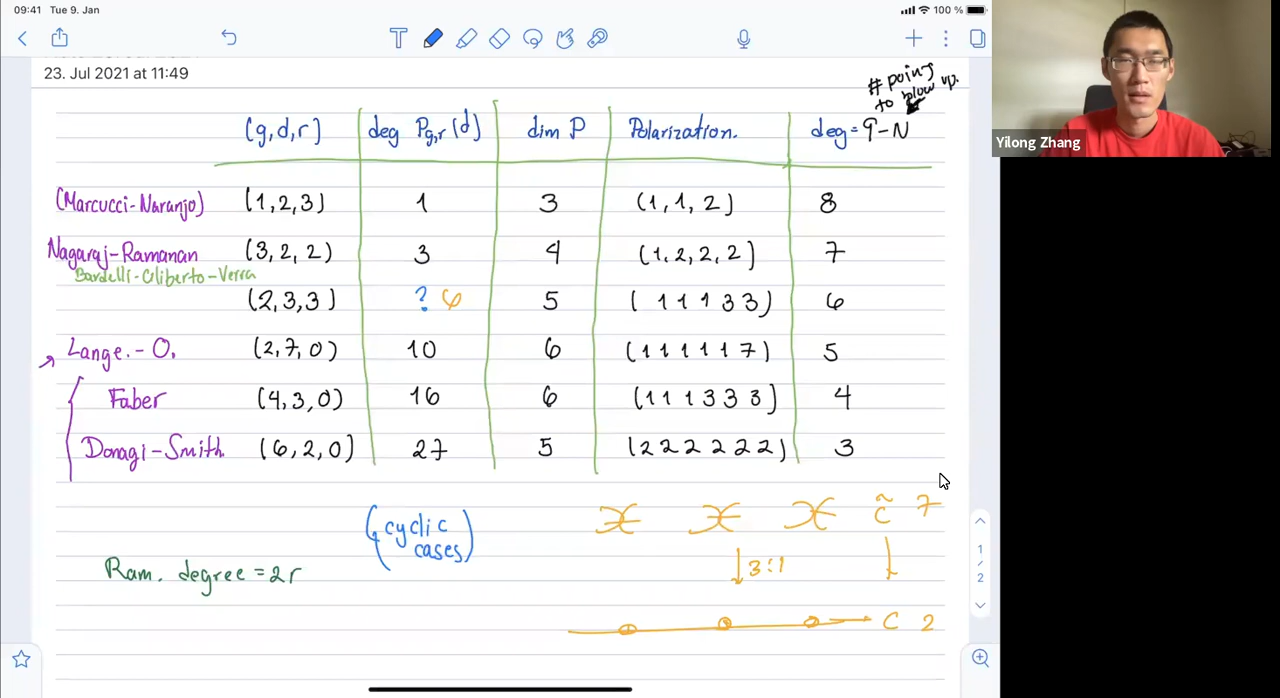 09:41 Tue 9. Jan 100 %
23. Jul 2021 at 11:49
# poins
to blow up.
(g,d,r) deg Pg,r (d) dim P Polarization. deg = 9-N
Yilong Zhang
(Marcucci-Naranjo) (1,2,3) 1 3 (1,1,2) 8
Nagaraj-Ramanan (3,2,2) 3 4 (1,2,2,2) 7
Bardelli-Ciliberto-Verra
(2,3,3) ? 6 5 (1 1 1 3 3) 6
Lange.-O. (2,7,0) 10 6 (1 1 1 1 1 7) 5
Faber (4,3,0) 16 6 (1 1 1 3 3 3) 4
Donagi-Smith (6,2,0) 27 5 (2 2 2 2 2 2) 3
C̃ 7
(cyclic
cases)
3:1
Ram. degree = 2r
C 2
1
/
2